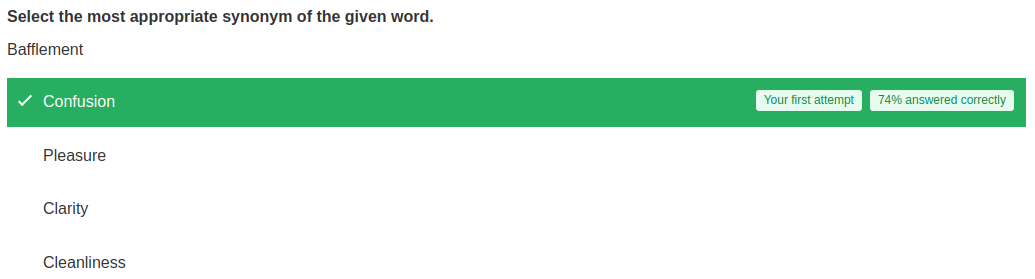 Select the most appropriate synonym of the given word.
Bafflement
Confusion Your first attempt 74% answered correctly
Pleasure
Clarity
Cleanliness